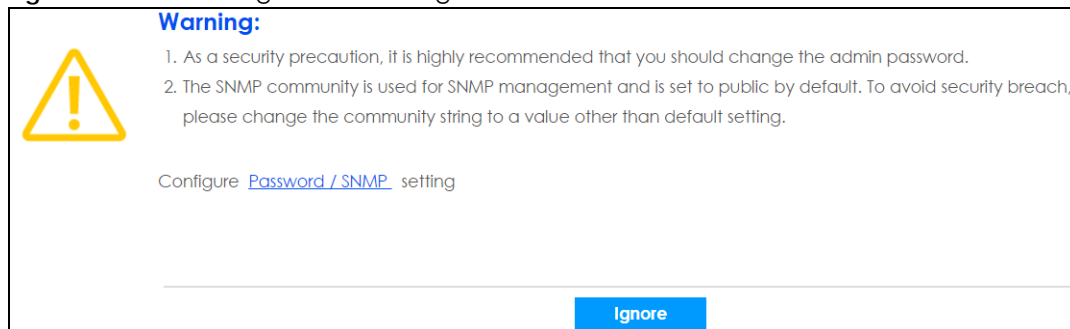 Warning:
1. As a security precaution, it is highly recommended that you should change the admin password.
2. The SNMP community is used for SNMP management and is set to public by default. To avoid security breach,
please change the community string to a value other than default setting.
Configure Password / SNMP setting
Ignore